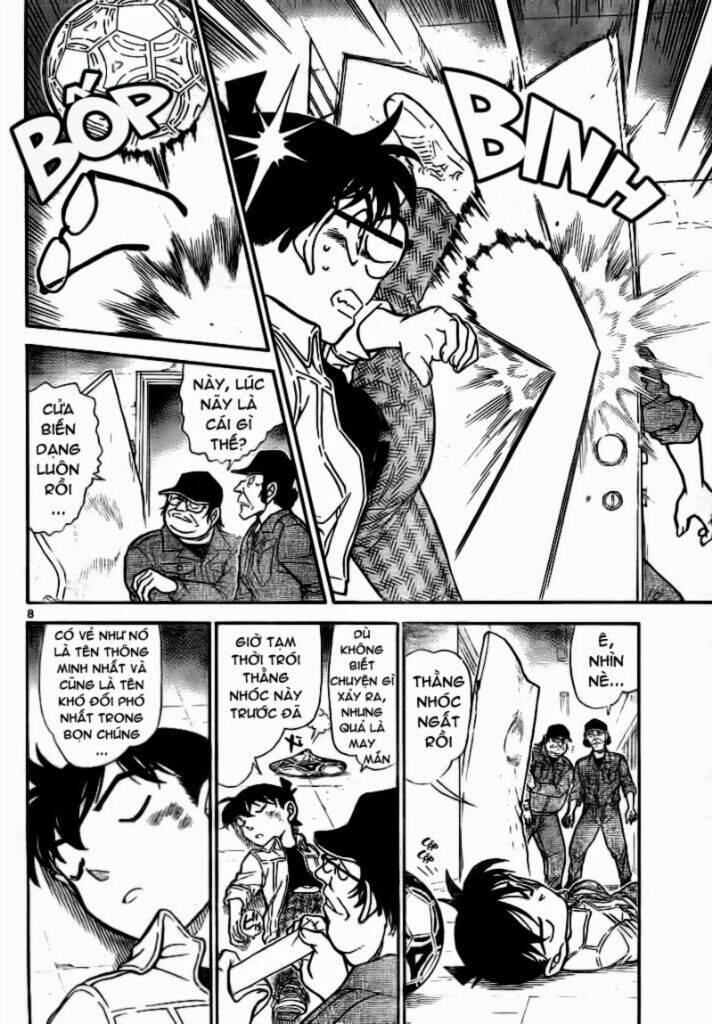 BINH
BỐP
NÀY, LÚC
NÃY LÀ
CÁI GÌ
THẾ?
CỬA
BIẾN
DẠNG
LUÔN
RỒI
...
8
Ê,
NHÌN
NÈ...
THẰNG
NHÓC
NGẤT
RỒI
CỘP
CỘP
DÙ
KHÔNG
BIẾT
CHUYỆN GÌ
XẢY RA,
NHƯNG
QUẢ LÀ
MAY
MẮN
GIỜ TẠM
THỜI TRÓI
THẰNG
NHÓC NÀY
TRƯỚC ĐÃ
XÌ
CÓ VẺ NHƯ NÓ
LÀ TÊN THÔNG
MINH NHẤT VÀ
CŨNG LÀ TÊN
KHÓ ĐỐI PHÓ
NHẤT TRONG
BỌN CHÚNG
...